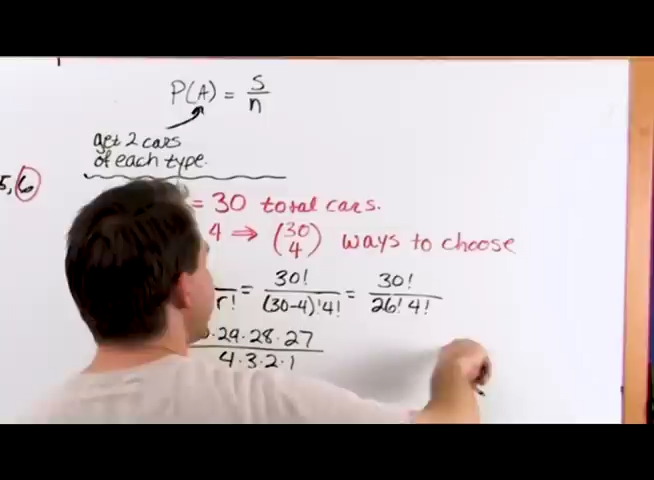 P(A) = s/n
get 2 cars
of each type.
5, 6
= 30 total cars.
4 ⇒ (30 4) ways to choose
r! = 30!/(30-4)!4! = 30!/26! 4!
·29·28·27/4·3·2·1